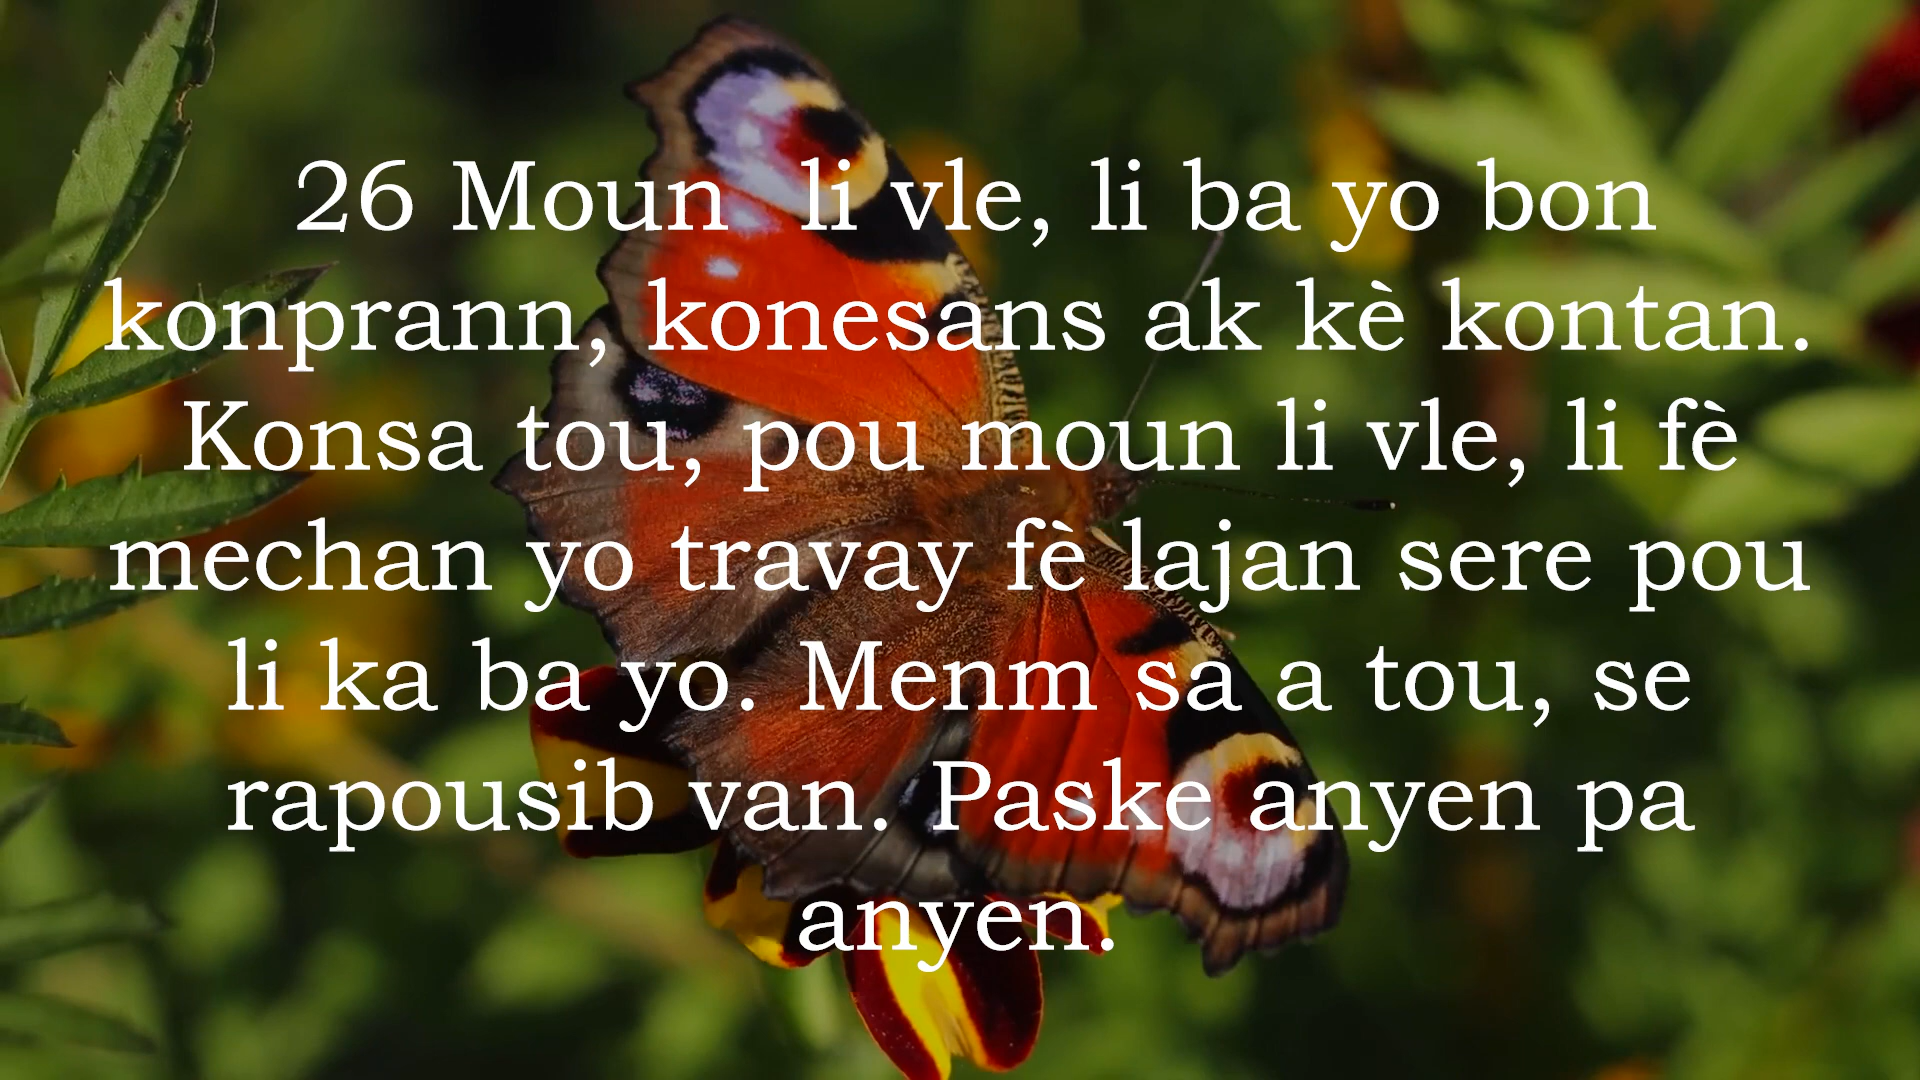 26 Moun li vle, li ba yo bon
konprann, konesans ak kè kontan.
Konsa tou, pou moun li vle, li fè
mechan yo travay fè lajan sere pou
li ka ba yo. Menm sa a tou, se
rapousib van. Paske anyen pa
anyen.